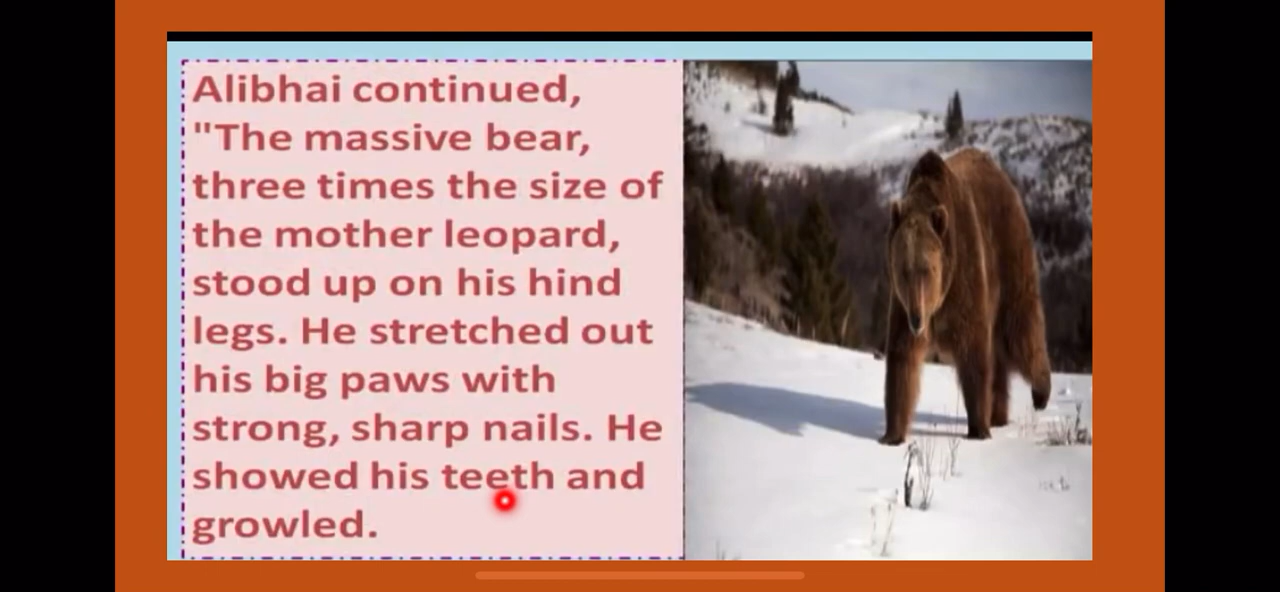 Alibhai continued,
"The massive bear,
three times the size of
the mother leopard,
stood up on his hind
legs. He stretched out
his big paws with
strong, sharp nails. He
showed his teeth and
growled.